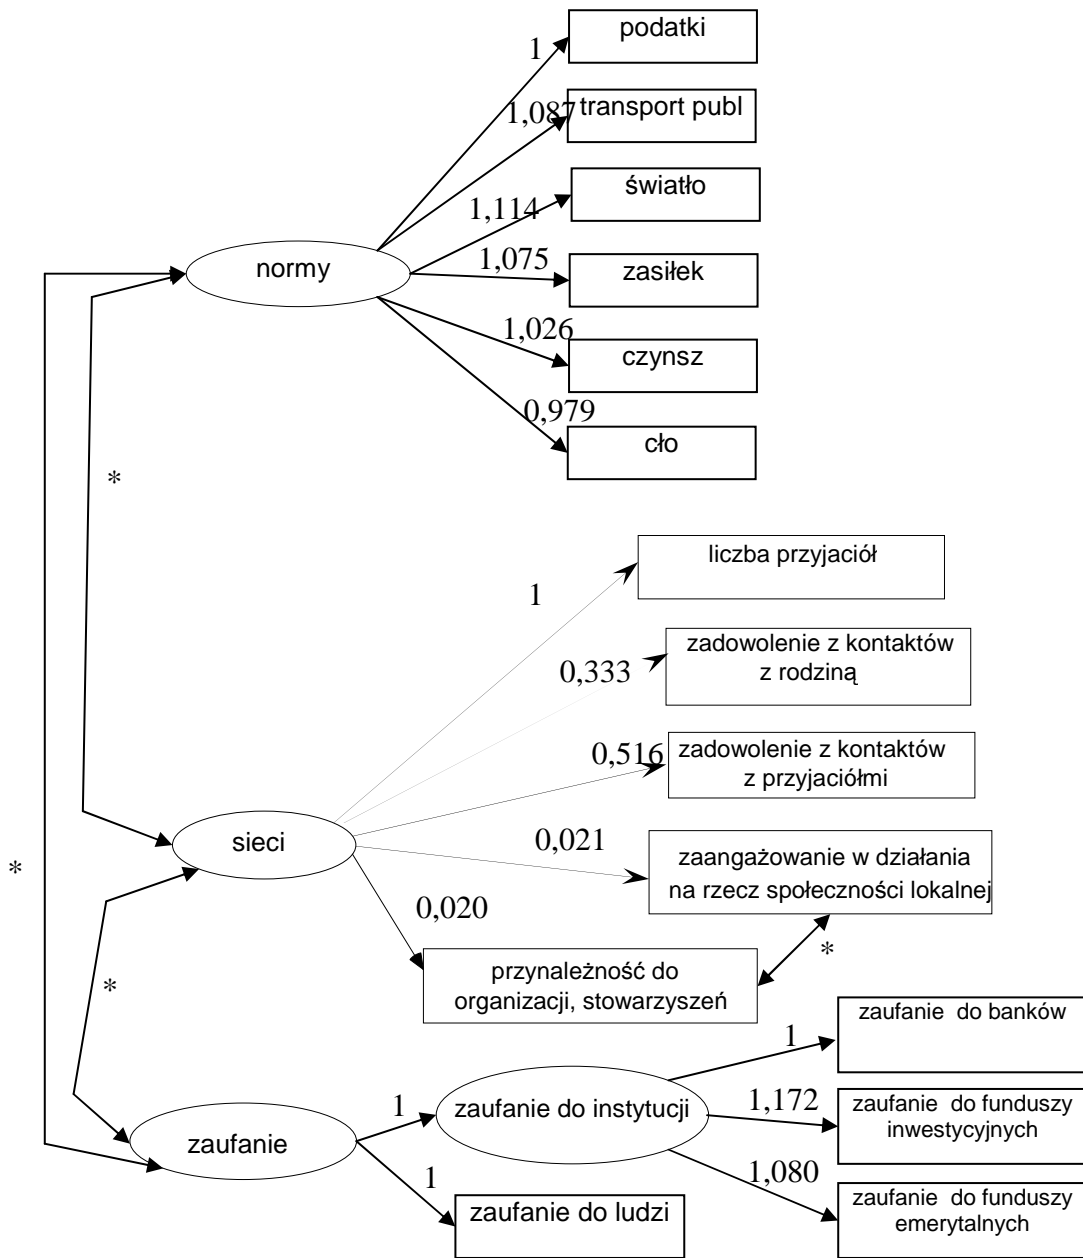 podatki
1
transport publ
1,087
światło
1,114
normy
1,075
zasiłek
1,026
czynsz
0,979
cło
*
liczba przyjaciół
1
zadowolenie z kontaktów
z rodziną
0,333
zadowolenie z kontaktów
z przyjaciółmi
0,516
sieci
*
0,021
zaangażowanie w działania
na rzecz społeczności lokalnej
0,020
*
przynależność do
organizacji, stowarzyszeń
*
zaufanie do banków
1
zaufanie
1
zaufanie do instytucji
1,172
zaufanie do funduszy
inwestycyjnych
1
1,080
zaufanie do ludzi
zaufanie do funduszy
emerytalnych